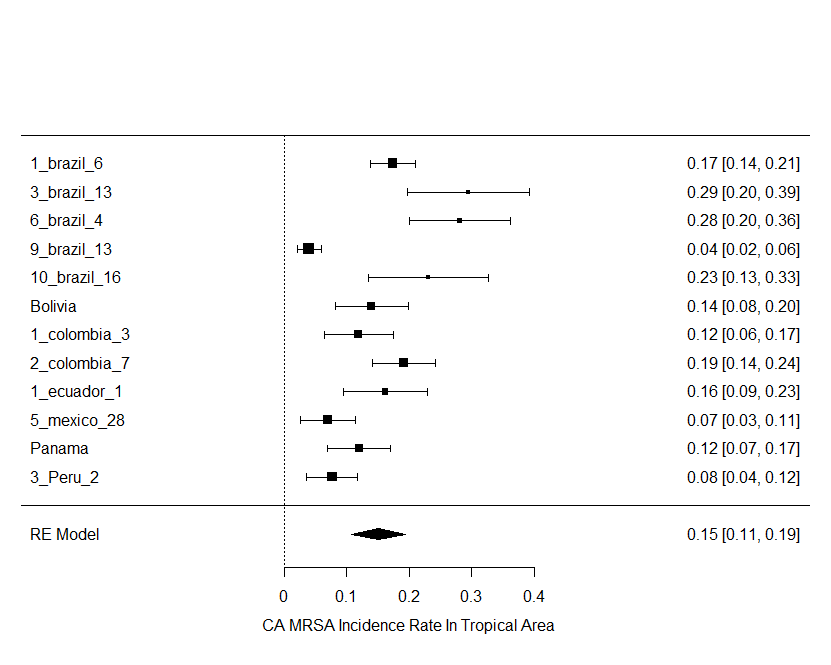 1_brazil_6 0.17 [0.14, 0.21]
3_brazil_13 0.29 [0.20, 0.39]
6_brazil_4 0.28 [0.20, 0.36]
9_brazil_13 0.04 [0.02, 0.06]
10_brazil_16 0.23 [0.13, 0.33]
Bolivia 0.14 [0.08, 0.20]
1_colombia_3 0.12 [0.06, 0.17]
2_colombia_7 0.19 [0.14, 0.24]
1_ecuador_1 0.16 [0.09, 0.23]
5_mexico_28 0.07 [0.03, 0.11]
Panama 0.12 [0.07, 0.17]
3_Peru_2 0.08 [0.04, 0.12]
RE Model 0.15 [0.11, 0.19]
0 0.1 0.2 0.3 0.4
CA MRSA Incidence Rate In Tropical Area